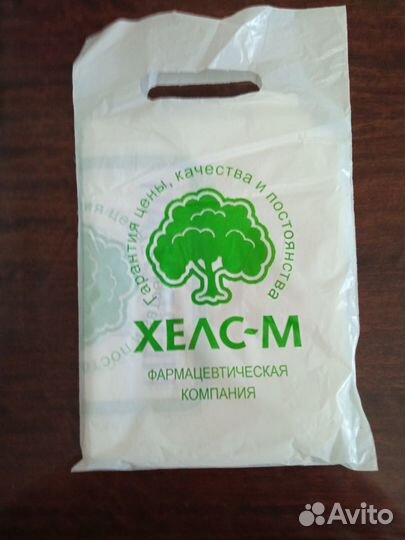 Гарантия цены, качества и постоянства
ХЕЛС-М
ФАРМАЦЕВТИЧЕСКАЯ
КОМПАНИЯ
Avito